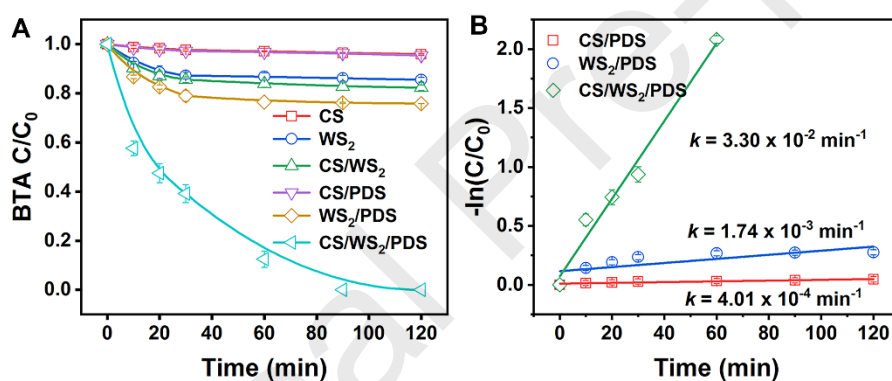 A
BTA C/C₀
1.0
0.8
0.6
0.4
0.2
0.0
CS
WS₂
CS/WS₂
CS/PDS
WS₂/PDS
CS/WS₂/PDS
0 20 40 60 80 100 120
Time (min)
B
-ln(C/C₀)
2.0
1.5
1.0
0.5
0.0
CS/PDS
WS₂/PDS
CS/WS₂/PDS
k = 3.30 x 10⁻² min⁻¹
k = 1.74 x 10⁻³ min⁻¹
k = 4.01 x 10⁻⁴ min⁻¹
0 20 40 60 80 100 120
Time (min)